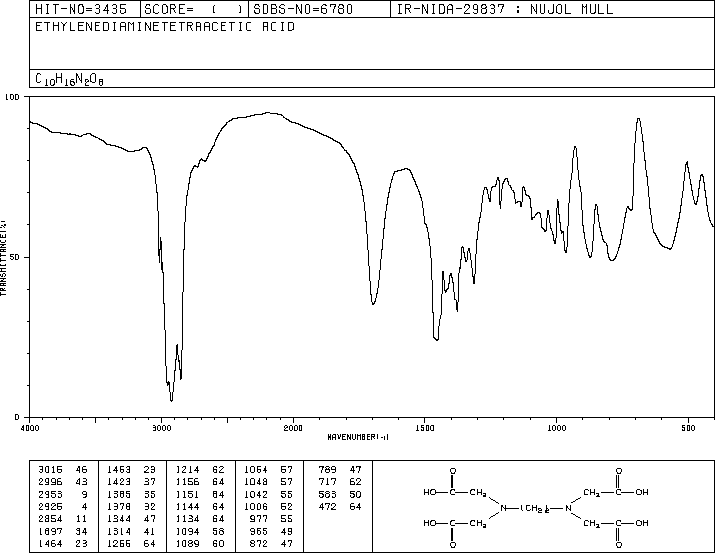 HIT-NO=3435 SCORE= ( ) SDBS-NO=6780 IR-NIDA-29837 : NUJOL MULL
ETHYLENEDIAMINETETRAACETIC ACID
C10H16N2O8
100
50
0
TRANSMITTANCE(%)
4000 3000 2000 1500 1000 500
WAVENUMBER(-1)
3015 46 1453 29 1214 62 1064 57 789 47
2996 43 1423 37 1156 64 1048 57 717 62
2953 9 1385 35 1151 64 1042 55 583 50
2925 4 1378 32 1144 64 1006 52 472 64
2854 11 1344 47 1134 64 977 55
1697 34 1314 41 1094 58 965 49
1464 23 1255 64 1089 60 872 47
O O
HO C CH2 CH2 C OH
N (CH2)2 N
HO C CH2 CH2 C OH
O O